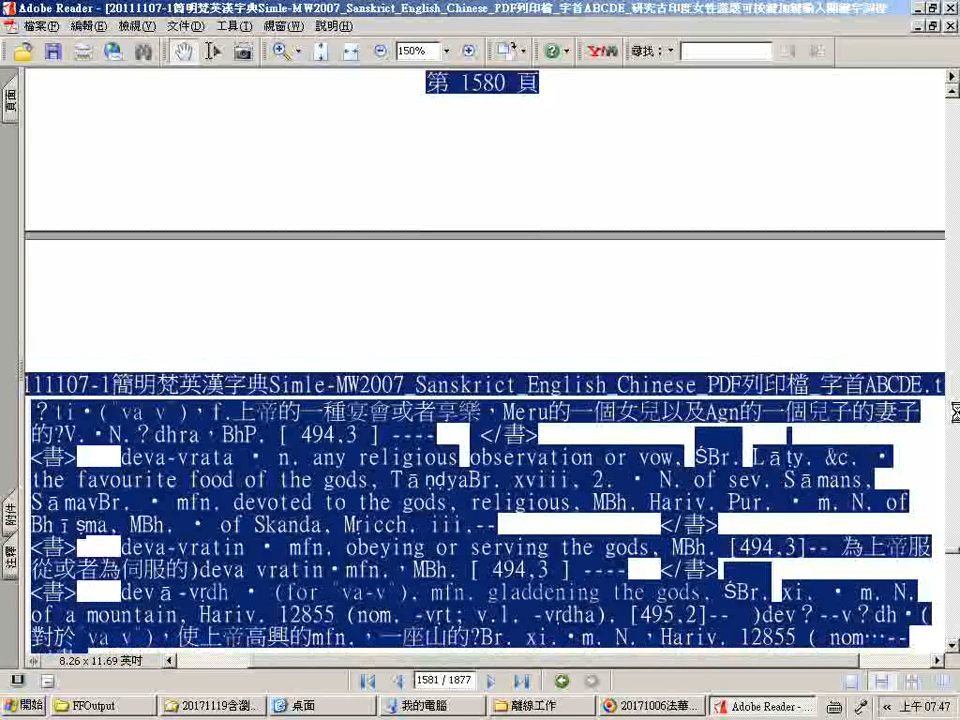 Adobe Reader - [20111107-1簡明梵英漢字典Simle-MW2007_Sanskrict_English_Chinese_PDF列印檔_字首ABCDE_研究古印度女性議題
檔案(F) 編輯(E) 檢視(V) 文件(D) 工具(T) 視窗(W) 說明(H)
150% 尋找：
頁面
第 1580 頁
111107-1簡明梵英漢字典Simle-MW2007_Sanskrict_English_Chinese_PDF列印檔_字首ABCDE.t
？ti‧(ˇva v )，f.上帝的一種宴會或者享樂，Meru的一個女兒以及Agn的一個兒子的妻子
的?V.‧N.？dhra, BhP. [ 494,3 ] ---- </書>
<書> deva-vrata ‧ n. any religious observation or vow, ŚBr. Lāṭy. &c. ‧
the favourite food of the gods, TāṇḍyaBr. xviii, 2. ‧ N. of sev. Sāmans,
SāmavBr. ‧ mfn. devoted to the gods, religious, MBh. Hariv. Pur. ‧ m. N. of
Bhīṣma, MBh. ‧ of Skanda, Mṛicch. iii.-- </書>
<書> deva-vratin ‧ mfn. obeying or serving the gods, MBh. [494,3]-- 為上帝服
從或者為伺服的)deva vratin‧mfn.，MBh. [ 494,3 ] ---- </書>
<書> devā-vṛdh ‧ (for ˇva-vˇ), mfn. gladdening the gods, ŚBr. xi. ‧ m. N.
of a mountain, Hariv. 12855 (nom. -vṛt; v.l. -vṛdha). [495,2]-- )dev？--v？dh‧(
對於ˇva vˇ)，使上帝高興的mfn.，一座山的?Br. xi.‧m. N.，Hariv. 12855 ( nom…--
附件
注釋
8.26 x 11.69 英吋
1581 / 1877
開始 FFOutput 20171119含瀏... 桌面 我的電腦 離線工作 20171006法華... Adobe Reader - [... 上午 07:47